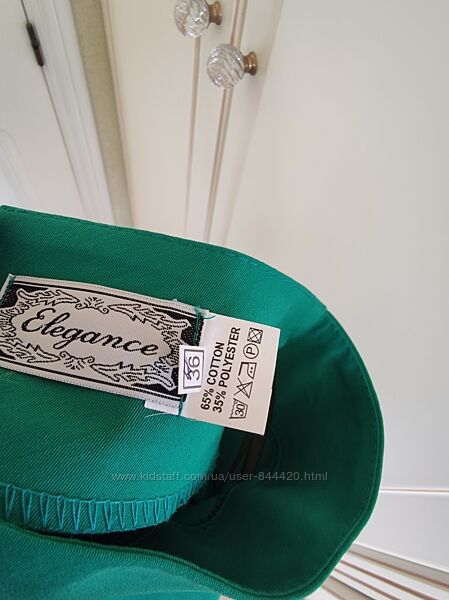 Elegance
36
65% COTTON
35% POLYESTER
30 P
www.kidstaff.com.ua/user-844420.html